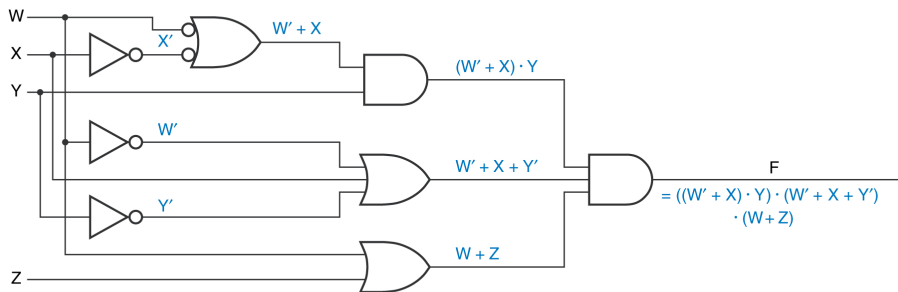 W
X
Y
Z
X′
W′ + X
(W′ + X) · Y
W′
W′ + X + Y′
Y′
W + Z
F
= ((W′ + X) · Y) · (W′ + X + Y′)
· (W + Z)